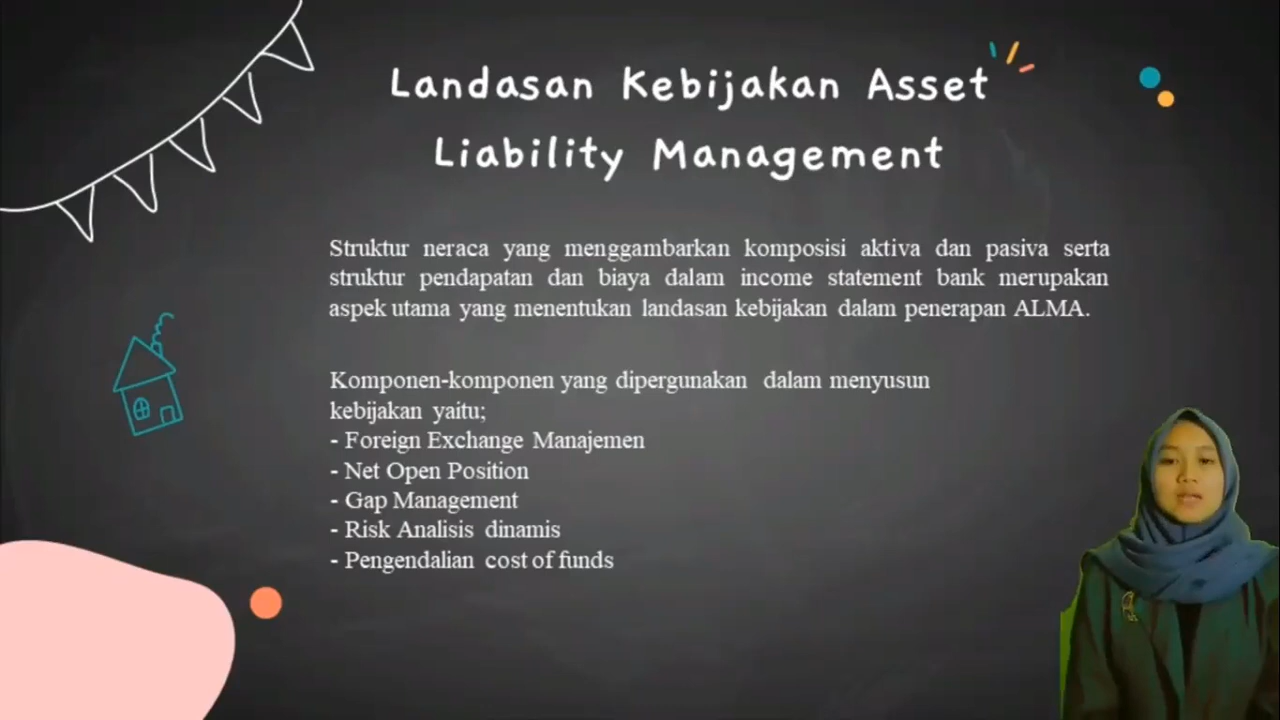 Landasan Kebijakan Asset
Liability Management
Struktur neraca yang menggambarkan komposisi aktiva dan pasiva serta
struktur pendapatan dan biaya dalam income statement bank merupakan
aspek utama yang menentukan landasan kebijakan dalam penerapan ALMA.
Komponen-komponen yang dipergunakan dalam menyusun
kebijakan yaitu;
- Foreign Exchange Manajemen
- Net Open Position
- Gap Management
- Risk Analisis dinamis
- Pengendalian cost of funds